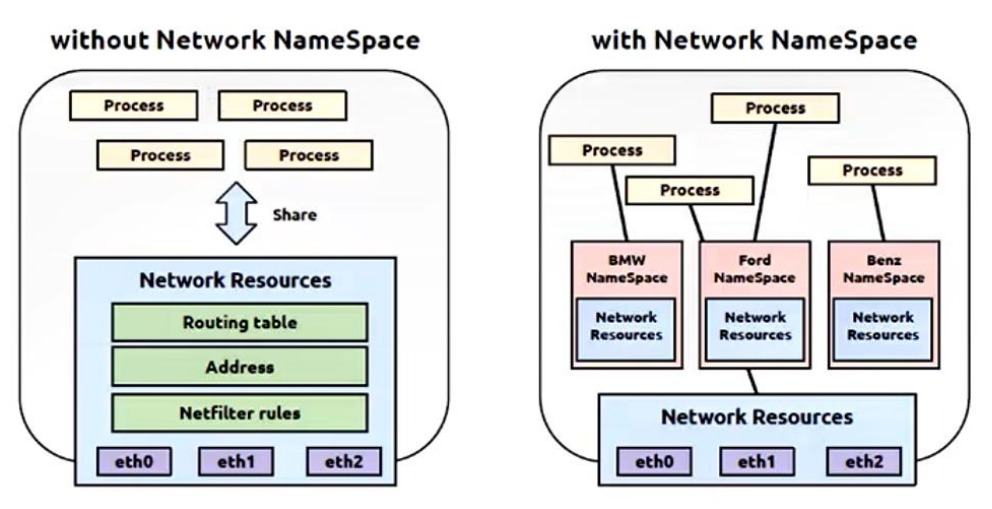 without Network NameSpace
Process
Process
Process
Process
Share
Network Resources
Routing table
Address
Netfilter rules
eth0
eth1
eth2
with Network NameSpace
Process
Process
Process
Process
BMW
NameSpace
Network
Resources
Ford
NameSpace
Network
Resources
Benz
NameSpace
Network
Resources
Network Resources
eth0
eth1
eth2